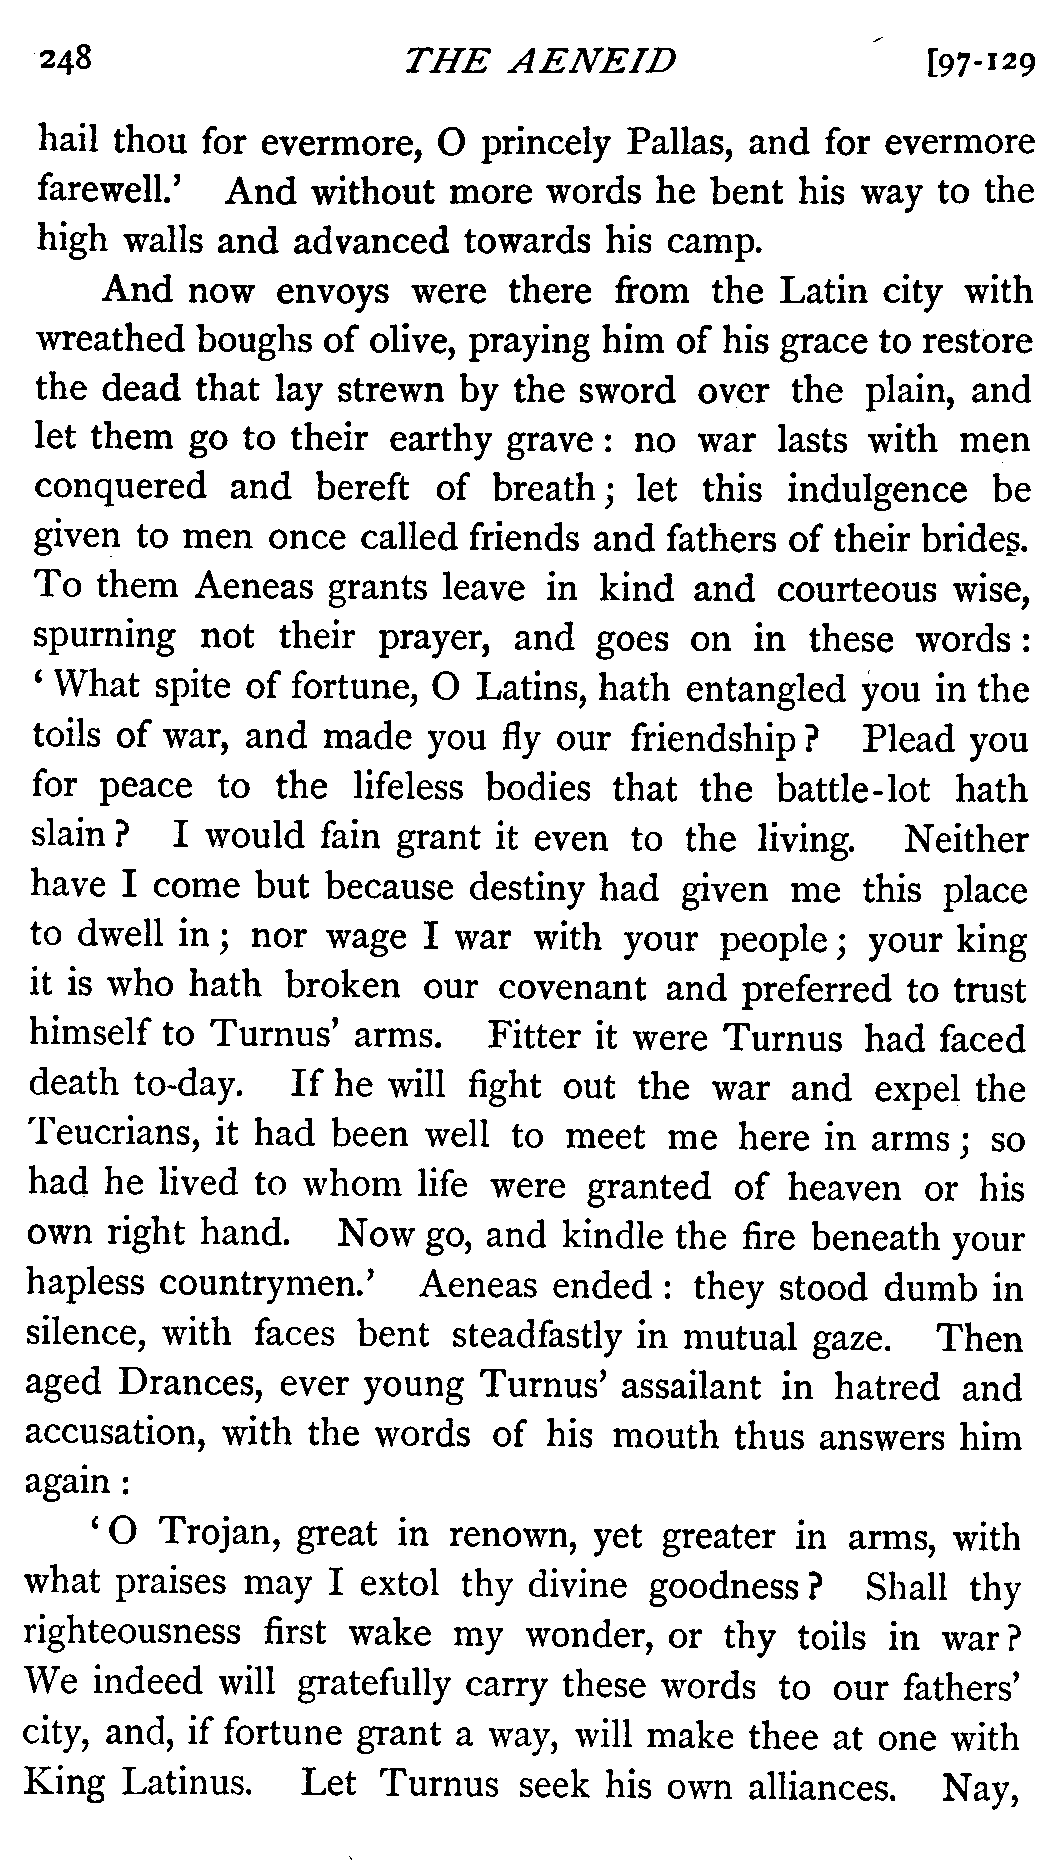 248 THE AENEID [97-129
hail thou for evermore, O princely Pallas, and for evermore
farewell.' And without more words he bent his way to the
high walls and advanced towards his camp.
And now envoys were there from the Latin city with
wreathed boughs of olive, praying him of his grace to restore
the dead that lay strewn by the sword over the plain, and
let them go to their earthy grave : no war lasts with men
conquered and bereft of breath ; let this indulgence be
given to men once called friends and fathers of their brides.
To them Aeneas grants leave in kind and courteous wise,
spurning not their prayer, and goes on in these words :
‘ What spite of fortune, O Latins, hath entangled you in the
toils of war, and made you fly our friendship ? Plead you
for peace to the lifeless bodies that the battle-lot hath
slain ? I would fain grant it even to the living. Neither
have I come but because destiny had given me this place
to dwell in ; nor wage I war with your people ; your king
it is who hath broken our covenant and preferred to trust
himself to Turnus' arms. Fitter it were Turnus had faced
death to-day. If he will fight out the war and expel the
Teucrians, it had been well to meet me here in arms ; so
had he lived to whom life were granted of heaven or his
own right hand. Now go, and kindle the fire beneath your
hapless countrymen.' Aeneas ended : they stood dumb in
silence, with faces bent steadfastly in mutual gaze. Then
aged Drances, ever young Turnus' assailant in hatred and
accusation, with the words of his mouth thus answers him
again :
‘ O Trojan, great in renown, yet greater in arms, with
what praises may I extol thy divine goodness ? Shall thy
righteousness first wake my wonder, or thy toils in war ?
We indeed will gratefully carry these words to our fathers'
city, and, if fortune grant a way, will make thee at one with
King Latinus. Let Turnus seek his own alliances. Nay,